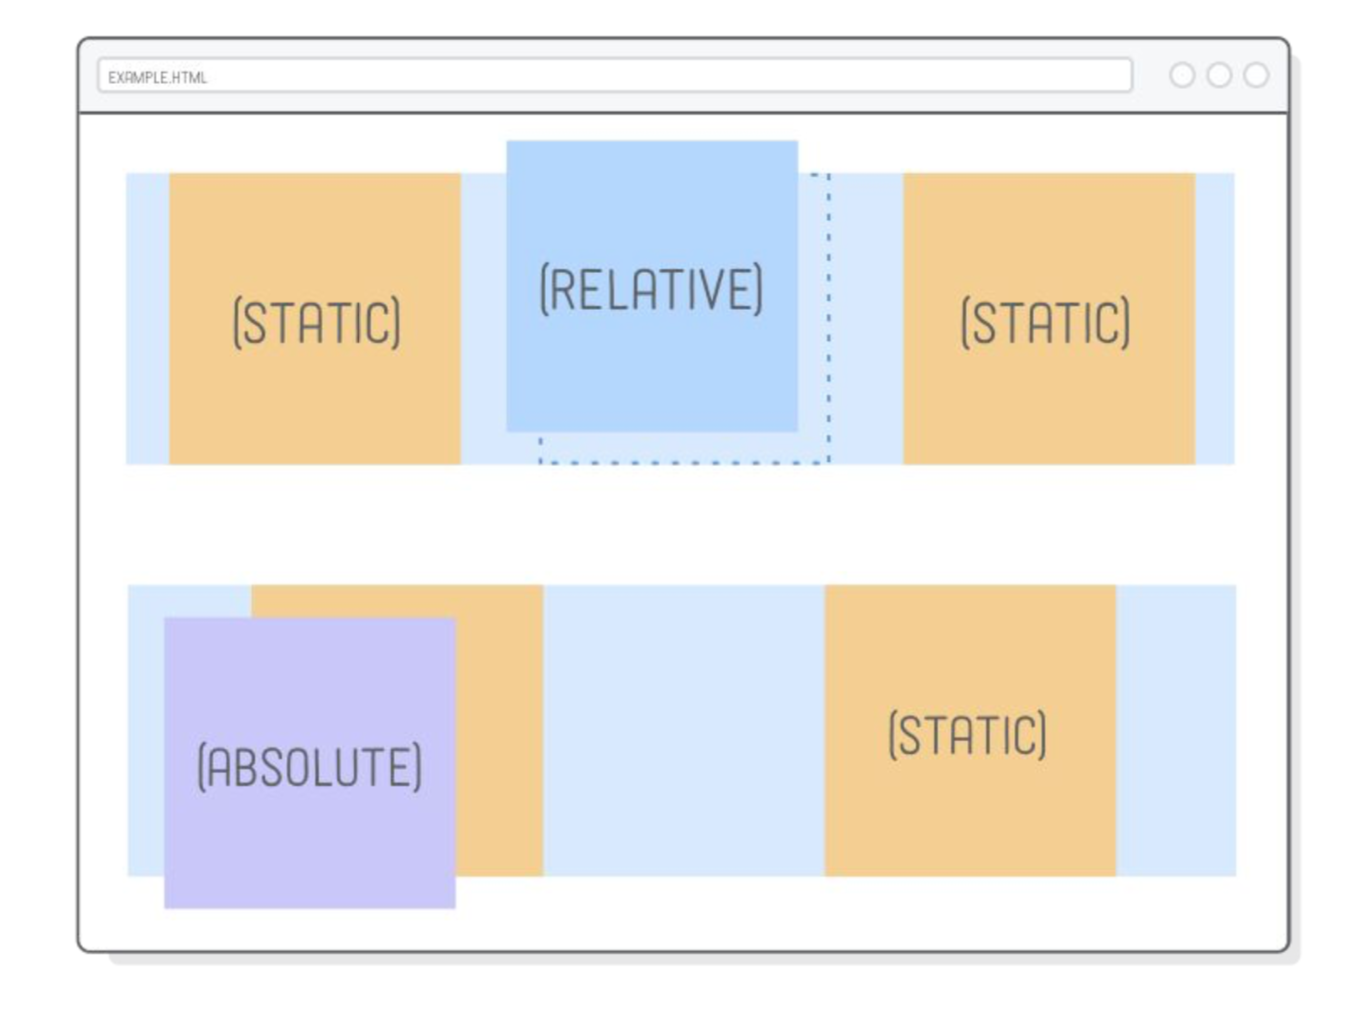 EXAMPLE.HTML
(STATIC)
(RELATIVE)
(STATIC)
(ABSOLUTE)
(STATIC)